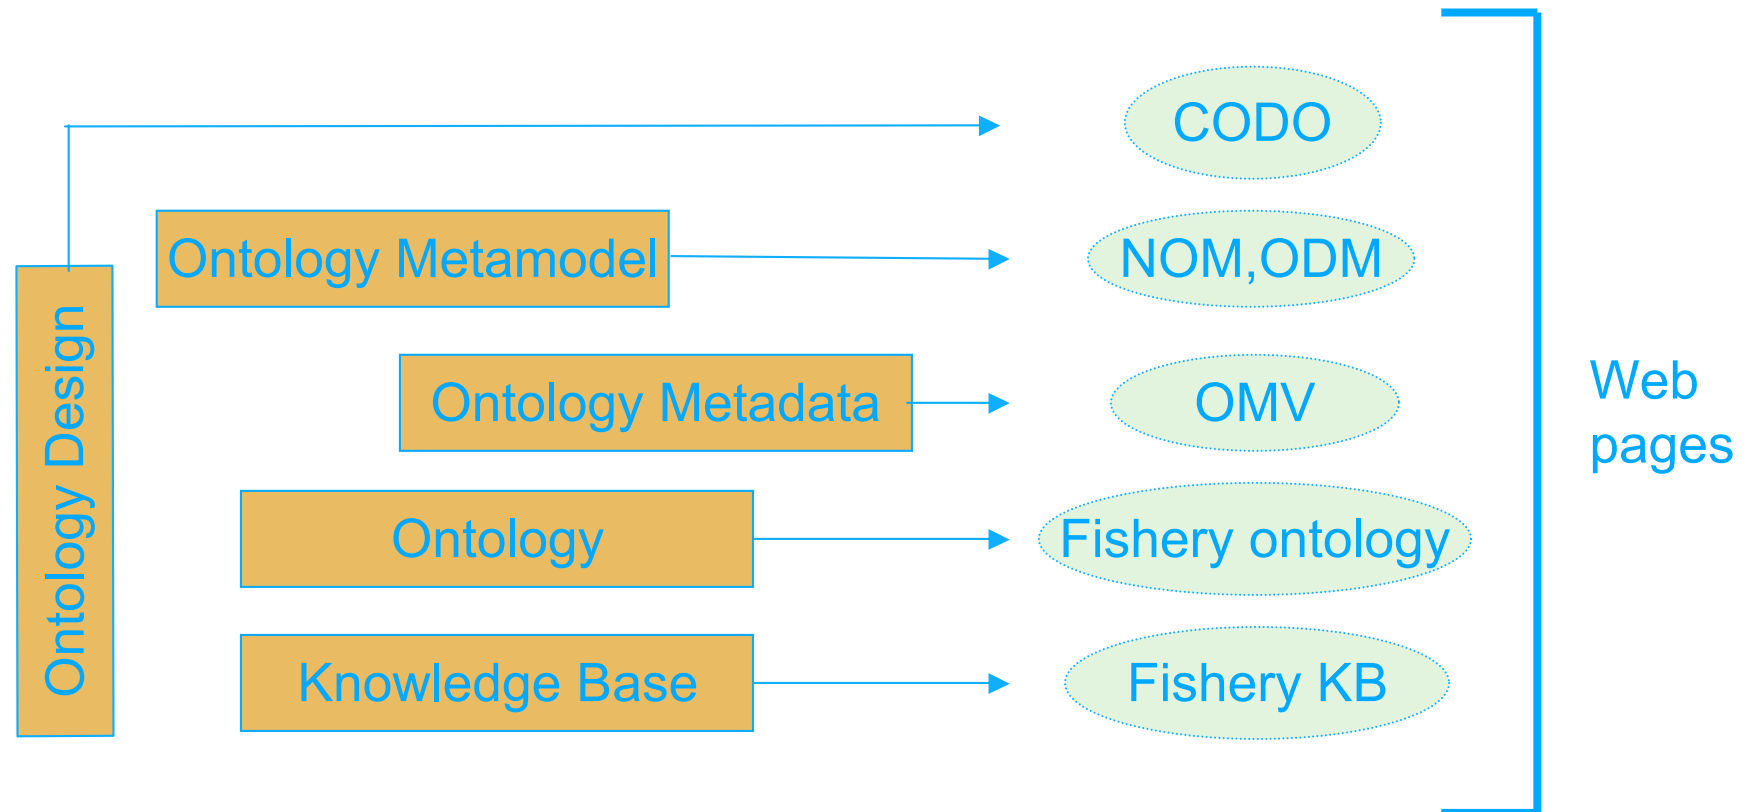 CODO
Ontology Metamodel
NOM,ODM
Ontology Design
Ontology Metadata
OMV
Web
pages
Ontology
Fishery ontology
Knowledge Base
Fishery KB